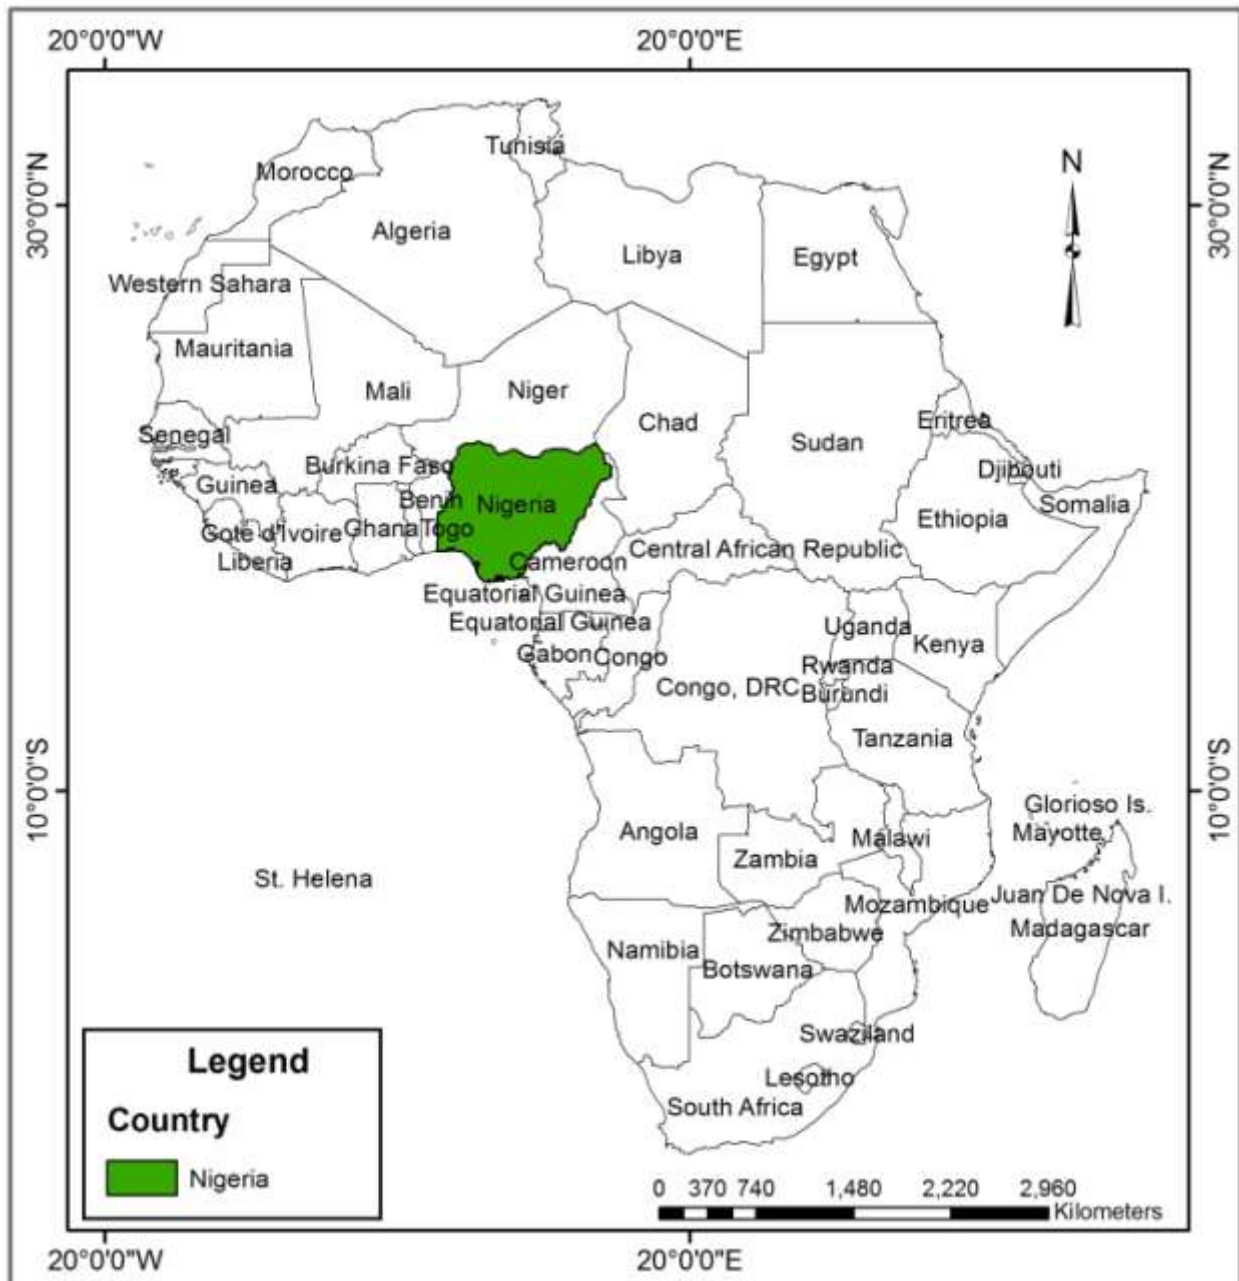 20°0'0"W 20°0'0"E
Tunisia
Morocco
N
30°0'0"N 30°0'0"N
Algeria
Libya Egypt
Western Sahara
Mauritania
Mali Niger
Chad
Eritrea
Senegal Sudan
Burkina Faso Djibouti
Guinea
Benin Nigeria Somalia
Ethiopia
Cote d'Ivoire Ghana Togo
Central African Republic
Liberia Cameroon
Equatorial Guinea
Equatorial Guinea Uganda
Kenya
Gabon Congo
Rwanda
Congo, DRC Burundi
Tanzania
10°0'0"S 10°0'0"S
Glorioso Is.
Angola Malawi Mayotte
Zambia
St. Helena
Mozambique Juan De Nova I.
Zimbabwe Madagascar
Namibia
Botswana
Swaziland
Legend
Lesotho
South Africa
Country
Nigeria
0 370 740 1,480 2,220 2,960
Kilometers
20°0'0"W 20°0'0"E